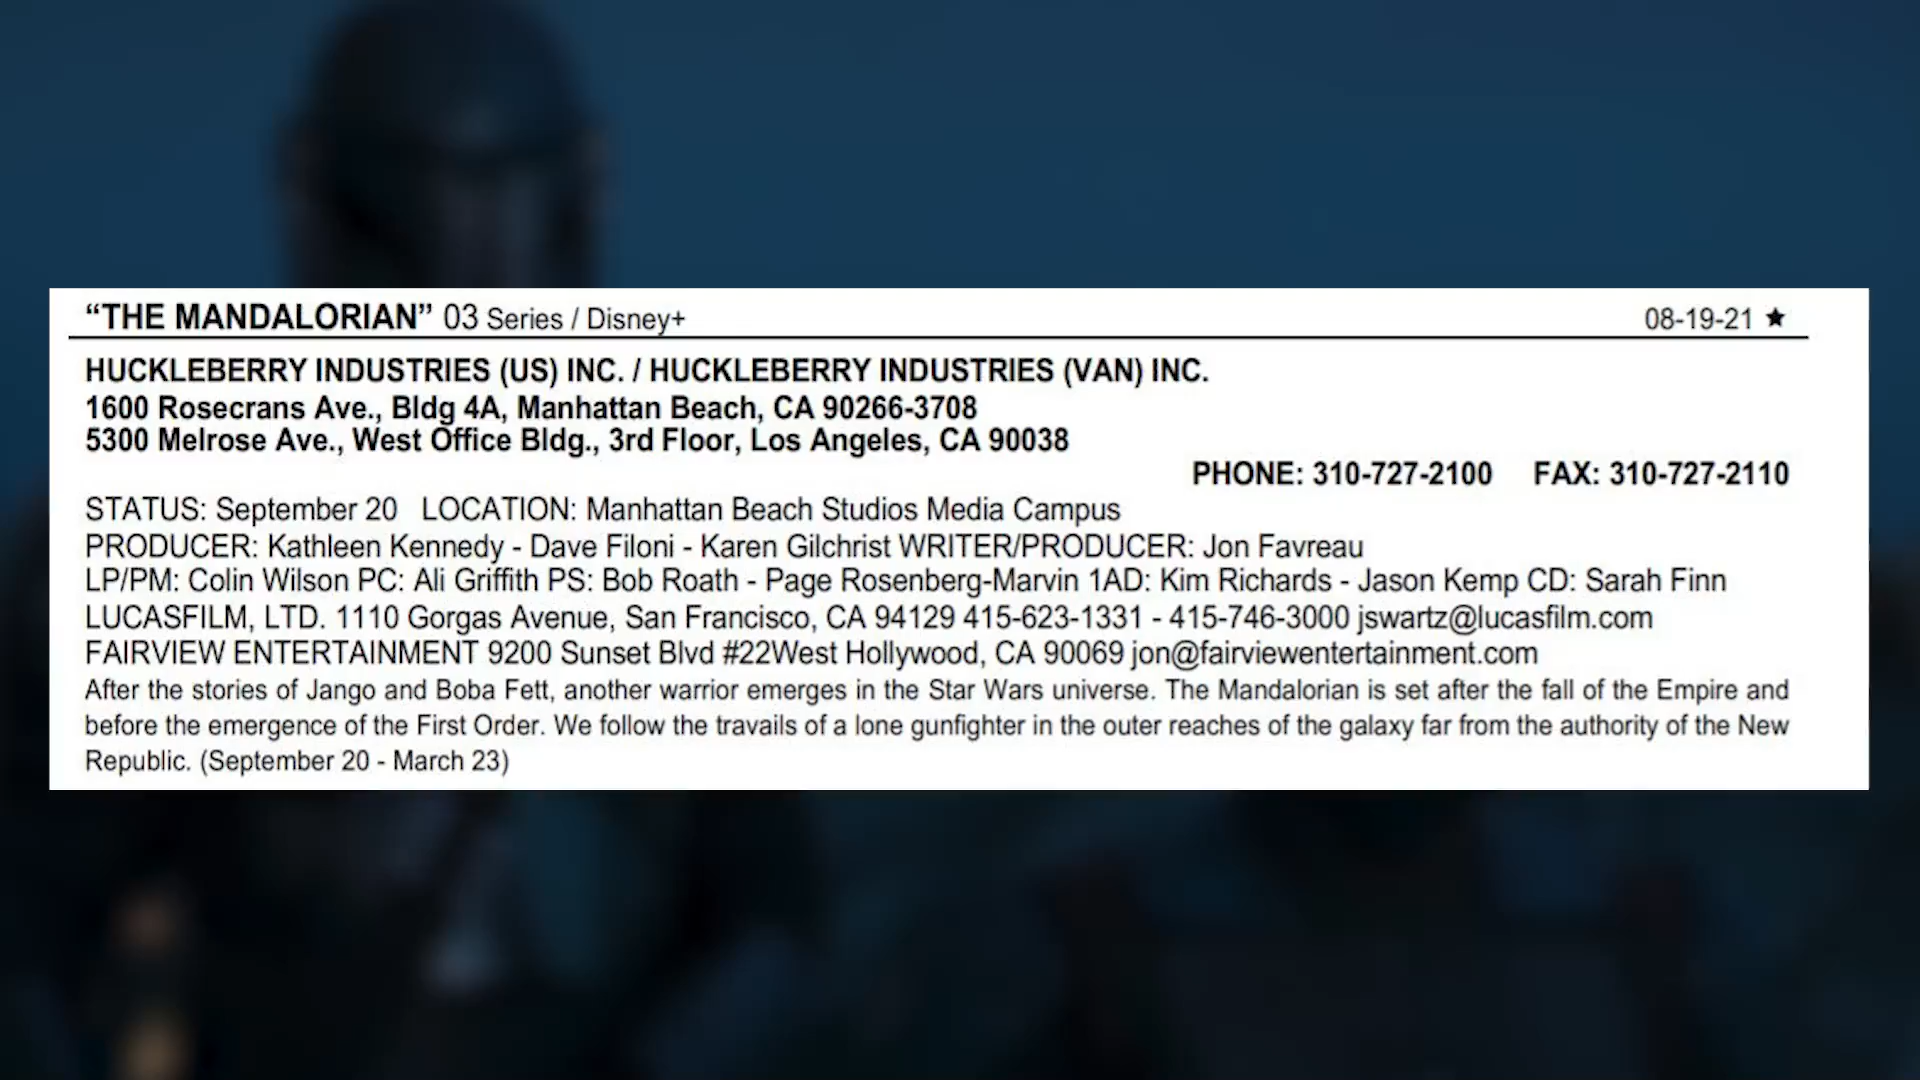 “THE MANDALORIAN” 03 Series / Disney+ 08-19-21 ★
HUCKLEBERRY INDUSTRIES (US) INC. / HUCKLEBERRY INDUSTRIES (VAN) INC.
1600 Rosecrans Ave., Bldg 4A, Manhattan Beach, CA 90266-3708
5300 Melrose Ave., West Office Bldg., 3rd Floor, Los Angeles, CA 90038
PHONE: 310-727-2100 FAX: 310-727-2110
STATUS: September 20 LOCATION: Manhattan Beach Studios Media Campus
PRODUCER: Kathleen Kennedy - Dave Filoni - Karen Gilchrist WRITER/PRODUCER: Jon Favreau
LP/PM: Colin Wilson PC: Ali Griffith PS: Bob Roath - Page Rosenberg-Marvin 1AD: Kim Richards - Jason Kemp CD: Sarah Finn
LUCASFILM, LTD. 1110 Gorgas Avenue, San Francisco, CA 94129 415-623-1331 - 415-746-3000 jswartz@lucasfilm.com
FAIRVIEW ENTERTAINMENT 9200 Sunset Blvd #22West Hollywood, CA 90069 jon@fairviewentertainment.com
After the stories of Jango and Boba Fett, another warrior emerges in the Star Wars universe. The Mandalorian is set after the fall of the Empire and
before the emergence of the First Order. We follow the travails of a lone gunfighter in the outer reaches of the galaxy far from the authority of the New
Republic. (September 20 - March 23)